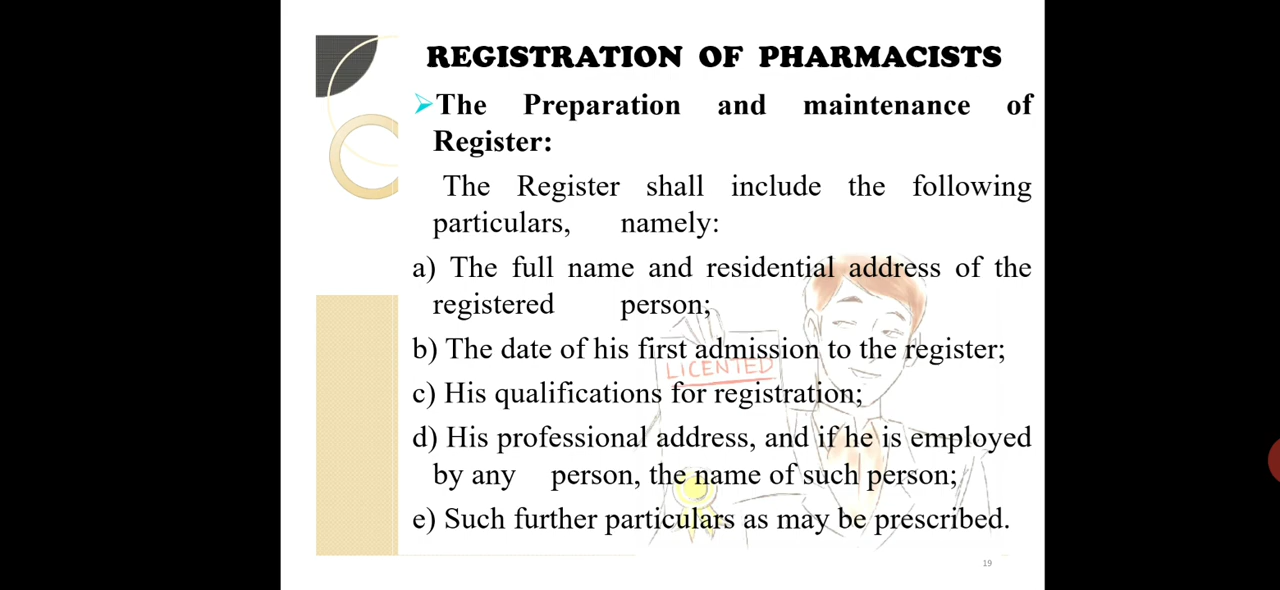 REGISTRATION OF PHARMACISTS
➢The Preparation and maintenance of
Register:
The Register shall include the following
particulars, namely:
a) The full name and residential address of the
registered person;
b) The date of his first admission to the register;
LICENTED
c) His qualifications for registration;
d) His professional address, and if he is employed
by any person, the name of such person;
e) Such further particulars as may be prescribed.
19